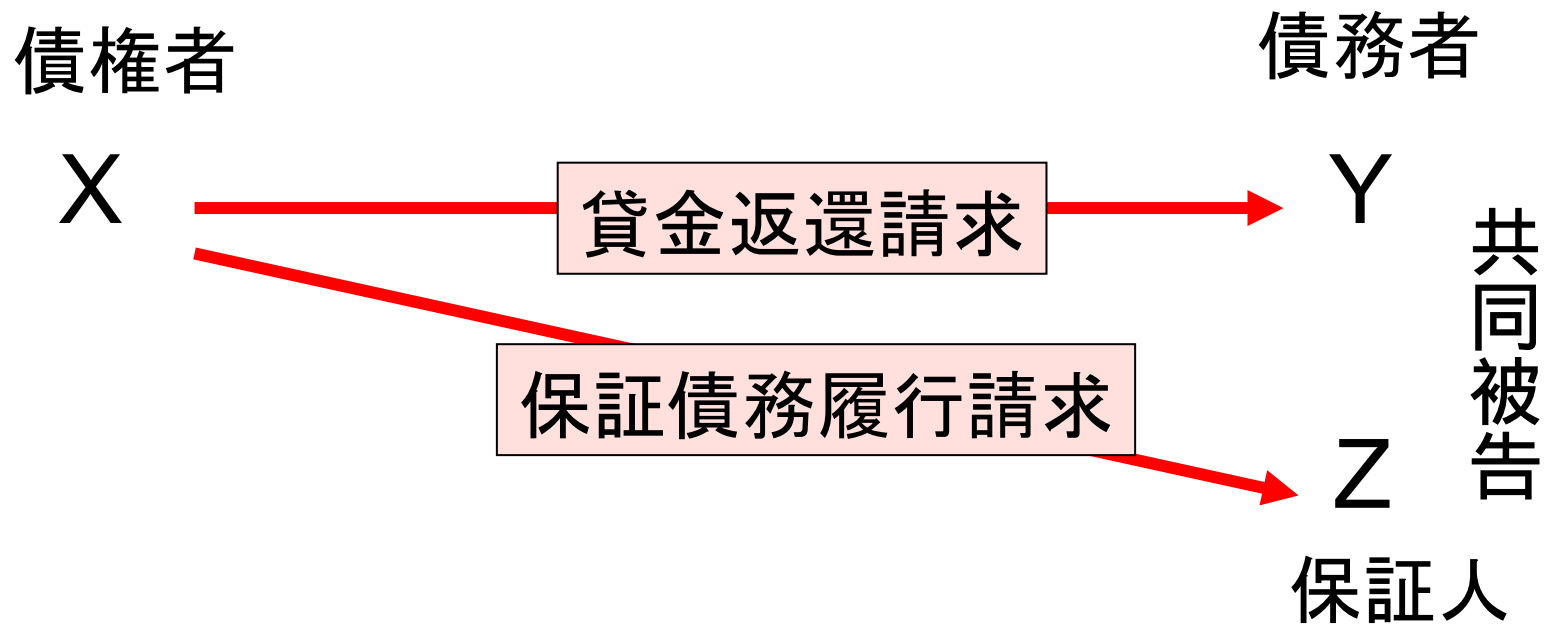 債権者
債務者
X
Y
貸金返還請求
共同被告
保証債務履行請求
Z
保証人